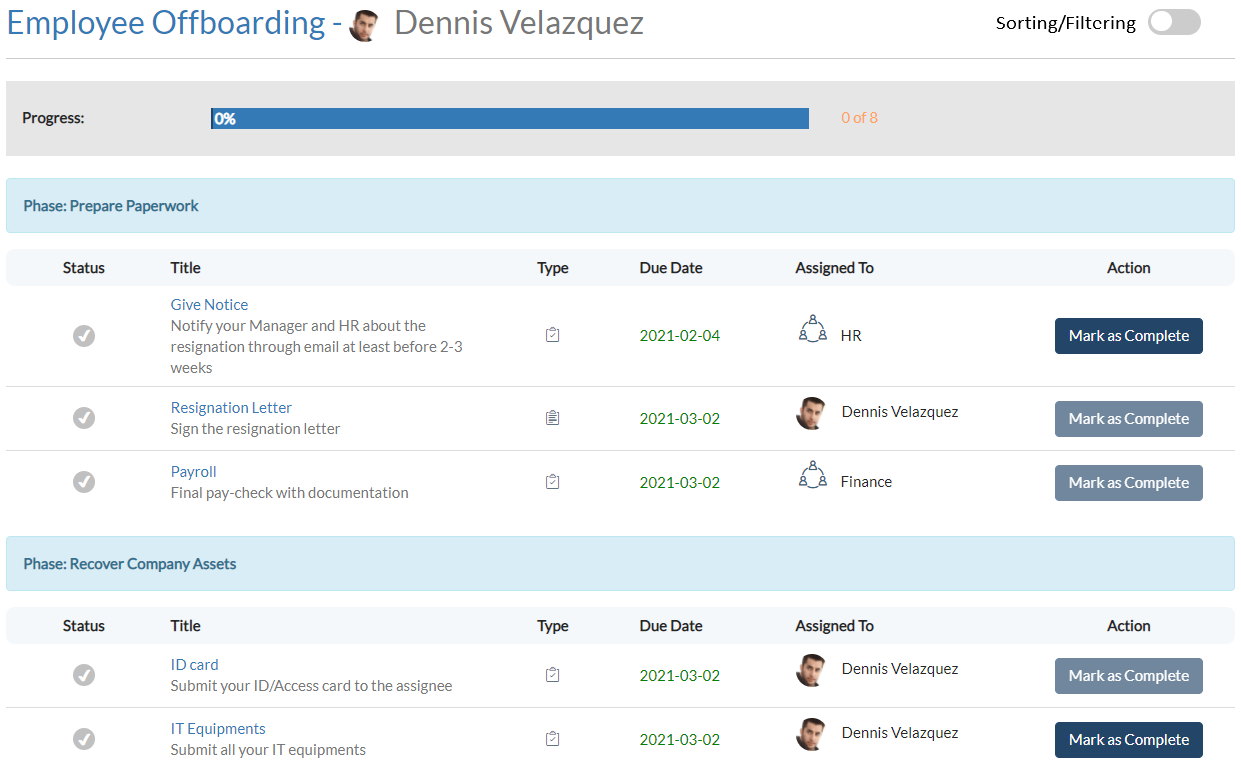 Employee Offboarding - Dennis Velazquez
Sorting/Filtering
Progress:
0%
0 of 8
Phase: Prepare Paperwork
Status Title Type Due Date Assigned To Action
Give Notice
Notify your Manager and HR about the
resignation through email at least before 2-3
weeks
2021-02-04
HR
Mark as Complete
Resignation Letter
Sign the resignation letter
2021-03-02
Dennis Velazquez
Mark as Complete
Payroll
Final pay-check with documentation
2021-03-02
Finance
Mark as Complete
Phase: Recover Company Assets
Status Title Type Due Date Assigned To Action
ID card
Submit your ID/Access card to the assignee
2021-03-02
Dennis Velazquez
Mark as Complete
IT Equipments
Submit all your IT equipments
2021-03-02
Dennis Velazquez
Mark as Complete